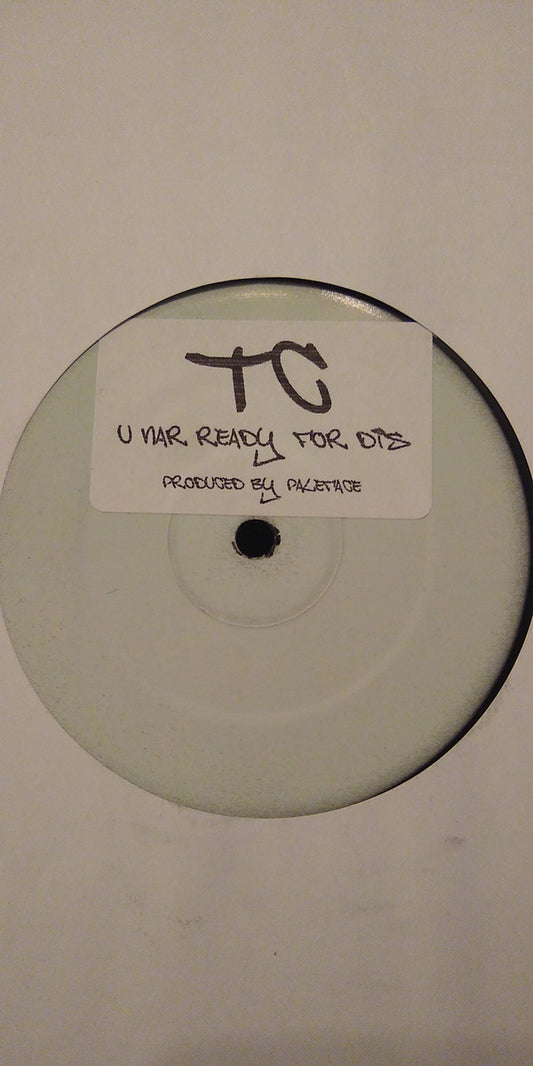 TC
U NAR READY FOR DIS
PRODUCED BY PALEFACE